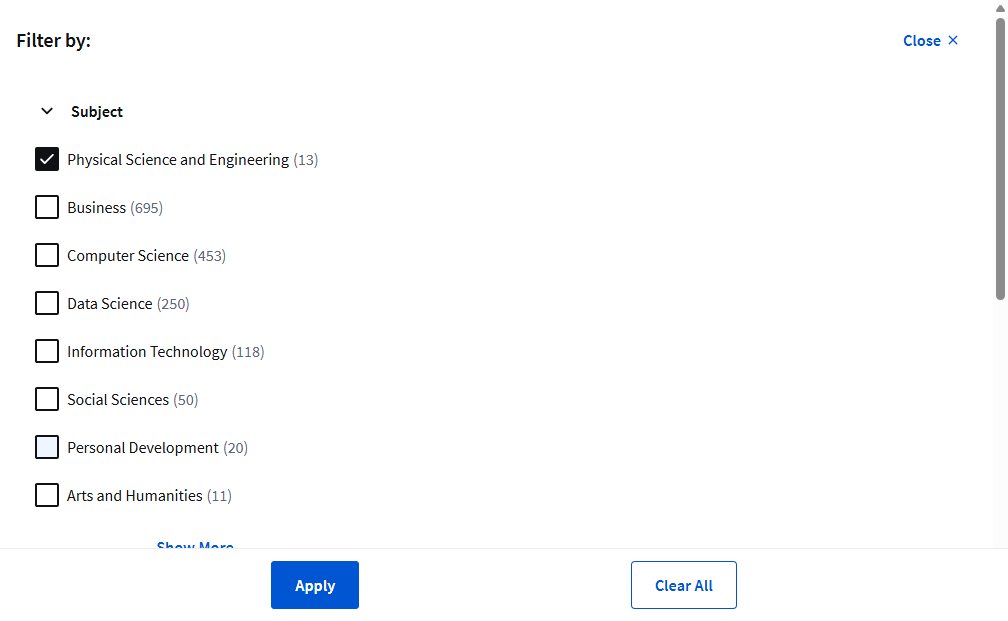 Filter by:
Close
Subject
Physical Science and Engineering (13)
Business (695)
Computer Science (453)
Data Science (250)
Information Technology (118)
Social Sciences (50)
Personal Development (20)
Arts and Humanities (11)
Show More
Apply
Clear All